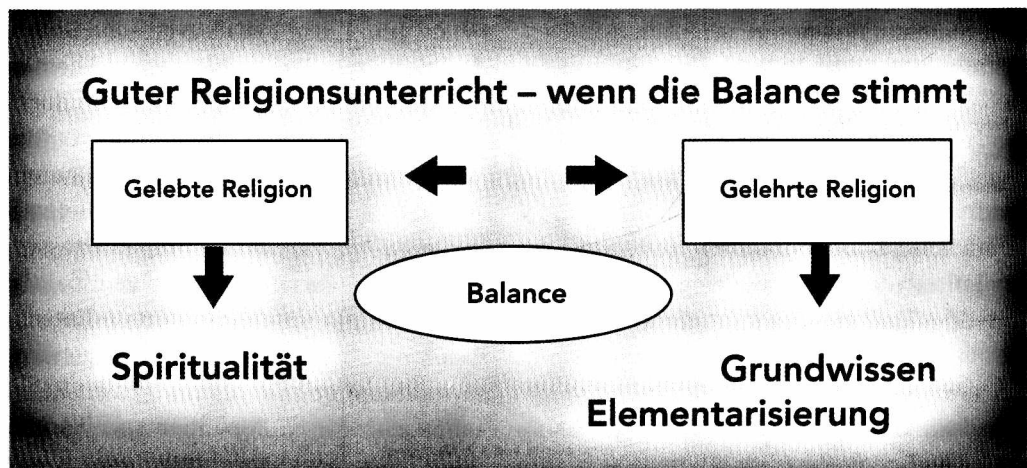 Guter Religionsunterricht – wenn die Balance stimmt
Gelebte Religion
Gelehrte Religion
Balance
Spiritualität
Grundwissen
Elementarisierung